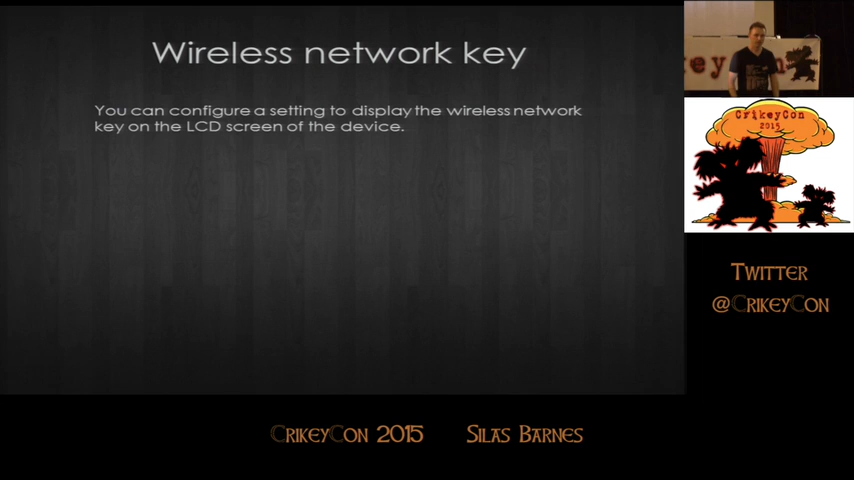 Wireless network key
You can configure a setting to display the wireless network
key on the LCD screen of the device.
CrikeyCon
2015
Twitter
@CrikeyCon
CrikeyCon 2015
Silas Barnes